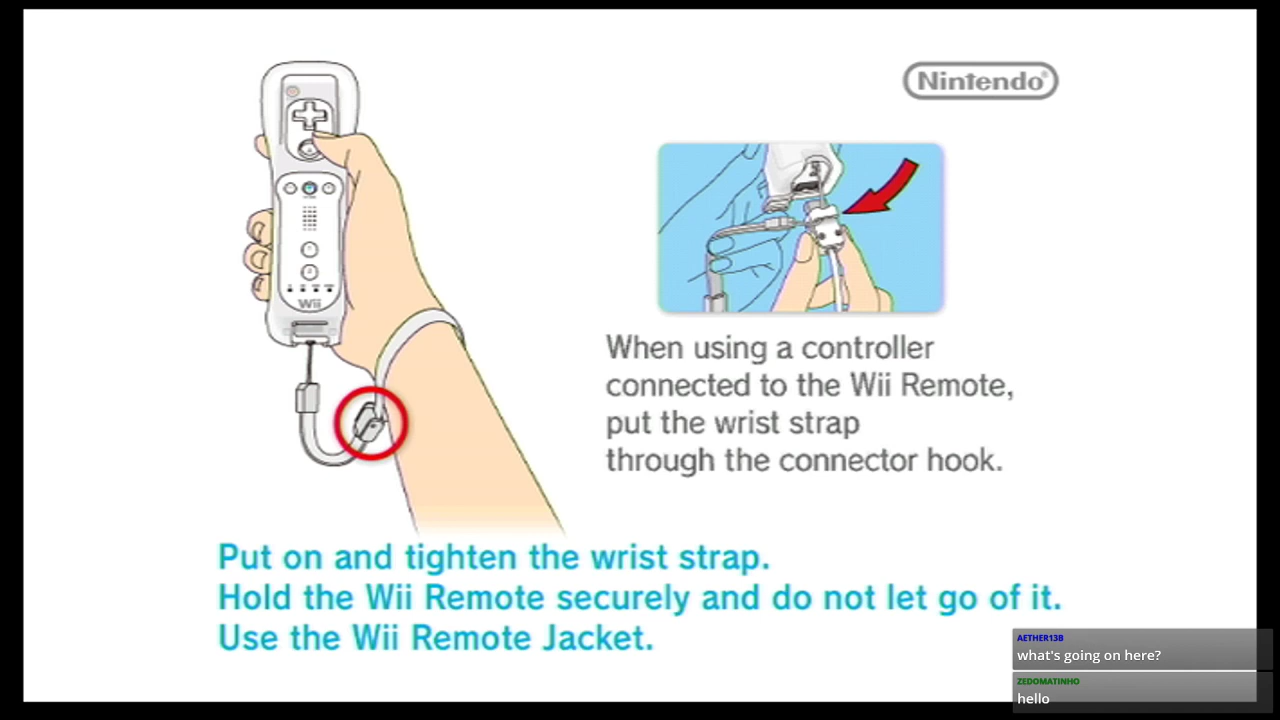 Nintendo®
Wii
When using a controller
connected to the Wii Remote,
put the wrist strap
through the connector hook.
Put on and tighten the wrist strap.
Hold the Wii Remote securely and do not let go of it.
Use the Wii Remote Jacket.
AETHER13B
what's going on here?
ZEDOMATINHO
hello